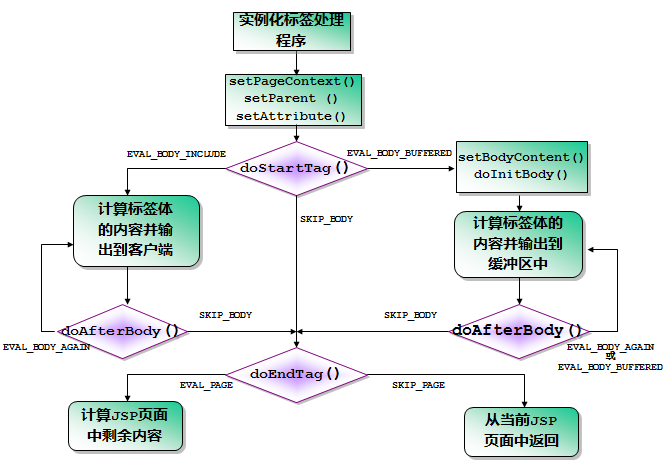 实例化标签处理
程序
setPageContext()
setParent ()
setAttribute()
EVAL_BODY_INCLUDE
doStartTag()
EVAL_BODY_BUFFERED
setBodyContent()
doInitBody()
计算标签体
的内容并输
出到客户端
SKIP_BODY
计算标签体的
内容并输出到
缓冲区中
doAfterBody()
SKIP_BODY
SKIP_BODY
doAfterBody()
EVAL_BODY_AGAIN
EVAL_BODY_AGAIN
或
EVAL_BODY_BUFFERED
doEndTag()
EVAL_PAGE
SKIP_PAGE
计算JSP页面
中剩余内容
从当前JSP
页面中返回